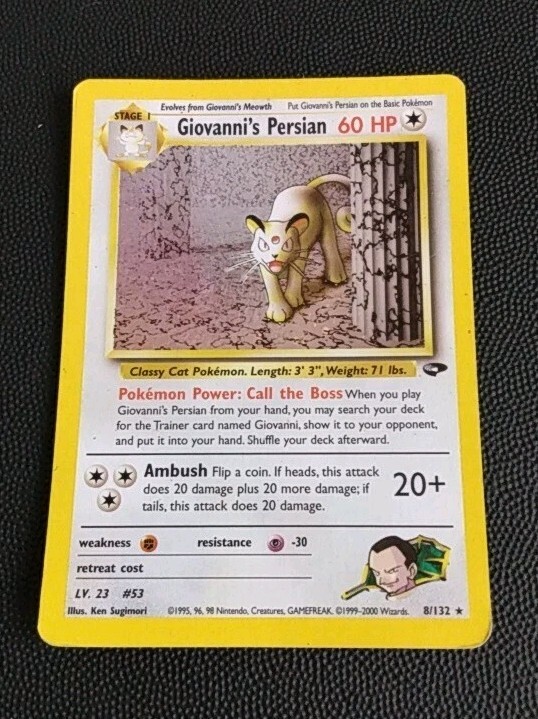 Evolves from Giovanni's Meowth Put Giovanni's Persian on the Basic Pokémon
STAGE 1
Giovanni's Persian 60 HP
Classy Cat Pokémon. Length: 3' 3", Weight: 71 lbs.
Pokémon Power: Call the Boss When you play
Giovanni's Persian from your hand, you may search your deck
for the Trainer card named Giovanni, show it to your opponent,
and put it into your hand. Shuffle your deck afterward.
Ambush Flip a coin. If heads, this attack
does 20 damage plus 20 more damage; if
tails, this attack does 20 damage.
20+
weakness resistance -30
retreat cost
LV. 23 #53
Illus. Ken Sugimori ©1995, 96, 98 Nintendo, Creatures, GAMEFREAK. ©1999-2000 Wizards. 8/132 ★